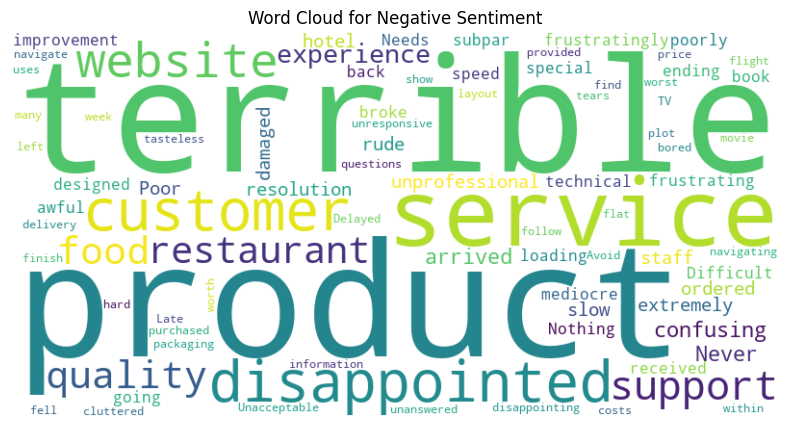 Word Cloud for Negative Sentiment
improvement website experience hotel Needs subpar frustratingly poorly
navigate back speed provided price flight
uses show special find ending book worst
terrible
many week tasteless damaged broke layout tears TV
left unresponsive rude plot bored movie
questions
designed Poor resolution unprofessional technical frustrating
awful customer Delayed service flat
delivery follow
finish food restaurant arrived loading Avoid staff navigating
Difficult
product
hard worth mediocre ordered
Late slow extremely
purchased Nothing confusing
packaging Never
quality information disappointed received support
going
fell cluttered Unacceptable unanswered disappointing costs within